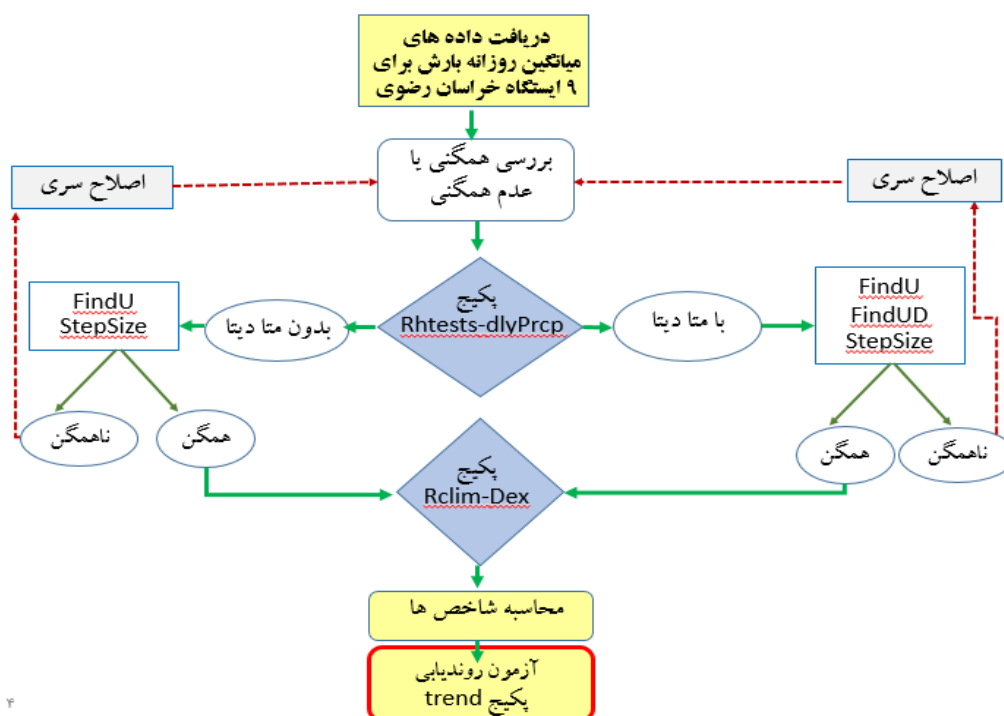 دریافت داده های
میانگین روزانه بارش برای
۹ ایستگاه خراسان رضوی
بررسی همگنی یا
عدم همگنی
اصلاح سری
اصلاح سری
پکیج
Rhtests-dlyPrcp
با متا دیتا
بدون متا دیتا
FindU
FindUD
StepSize
FindU
StepSize
ناهمگن
همگن
همگن
ناهمگن
پکیج
Rclim-Dex
محاسبه شاخص ها
آزمون روندیابی
پکیج trend
۴